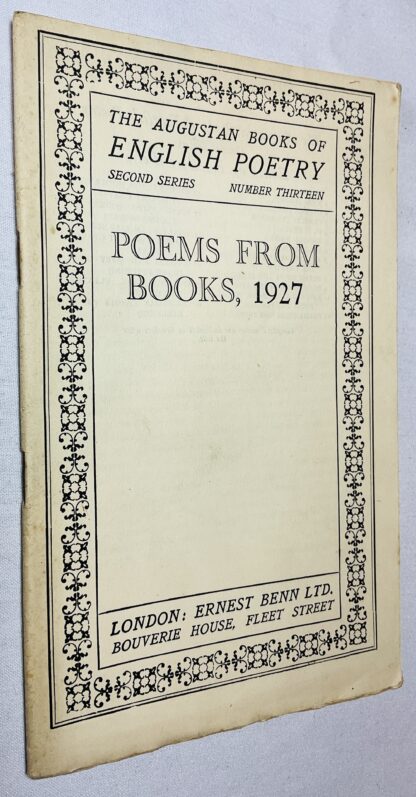 THE AUGUSTAN BOOKS OF
ENGLISH POETRY
SECOND SERIES NUMBER THIRTEEN
POEMS FROM
BOOKS, 1927
LONDON: ERNEST BENN LTD.
BOUVERIE HOUSE, FLEET STREET